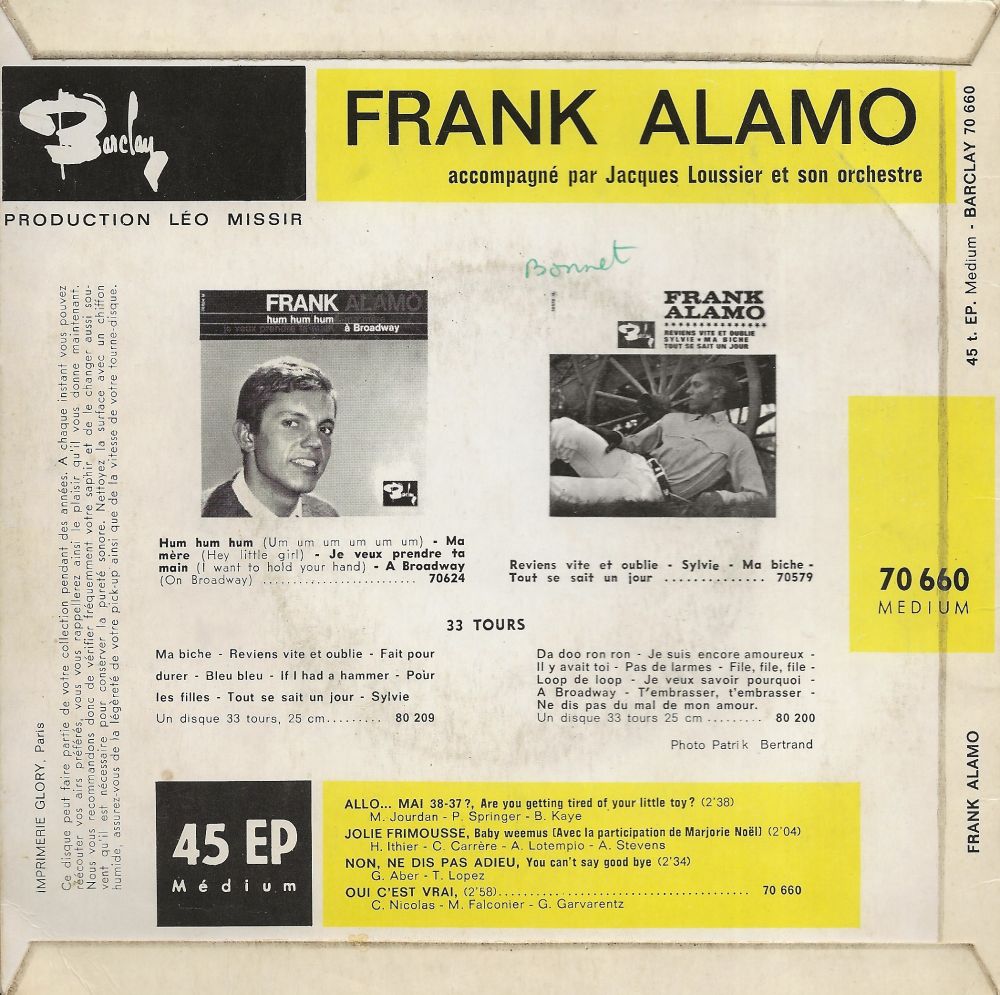 Barclay
FRANK ALAMO
accompagné par Jacques Loussier et son orchestre
PRODUCTION LÉO MISSIR
45 t. EP. Medium - BARCLAY 70 660
Bonnet
FRANK ALAMO
hum hum hum
je veux prendre ta main
à Broadway
Barclay
FRANK
ALAMO
REVIENS VITE ET OUBLIE
SYLVIE • MA BICHE
TOUT SE SAIT UN JOUR
Hum hum hum (Um um um um um um) - Ma
mère (Hey little girl) - Je veux prendre ta
main (I want to hold your hand) - A Broadway
(On Broadway) ........................ 70624
Reviens vite et oublie - Sylvie - Ma biche -
Tout se sait un jour ................. 70579
70 660
MEDIUM
33 TOURS
Ma biche - Reviens vite et oublie - Fait pour
durer - Bleu bleu - If I had a hammer - Pour
les filles - Tout se sait un jour - Sylvie
Un disque 33 tours, 25 cm......... 80 209
Da doo ron ron - Je suis encore amoureux -
Il y avait toi - Pas de larmes - File, file, file -
Loop de loop - Je veux savoir pourquoi -
A Broadway - T'embrasser, t'embrasser -
Ne dis pas du mal de mon amour.
Un disque 33 tours 25 cm ......... 80 200
Photo Patrik Bertrand
IMPRIMERIE GLORY, Paris
Ce disque peut faire partie de votre collection pendant des années. A chaque instant vous pouvez
réécouter vos airs préférés, vous vous rappellerez ainsi le plaisir qu'il vous donne maintenant.
Nous vous recommandons donc de vérifier fréquemment votre saphir et de le changer aussi sou-
vent qu'il est nécessaire pour conserver la pureté sonore. Nettoyez la surface avec un chiffon
humide, assurez-vous de la légèreté de votre pick-up ainsi que de la vitesse de votre tourne-disque.
45 EP
Médium
ALLO... MAI 38-37 ?, Are you getting tired of your little toy ? (2'38)
M. Jourdan - P. Springer - B. Kaye
JOLIE FRIMOUSSE, Baby weemus (Avec la participation de Marjorie Noël) (2'04)
H. Ithier - C. Carrère - A. Lotempio - A. Stevens
NON, NE DIS PAS ADIEU, You can't say good bye (2'34)
G. Aber - T. Lopez
OUI C'EST VRAI, (2'58)........................................ 70 660
C. Nicolas - M. Falconier - G. Garvarentz
FRANK ALAMO